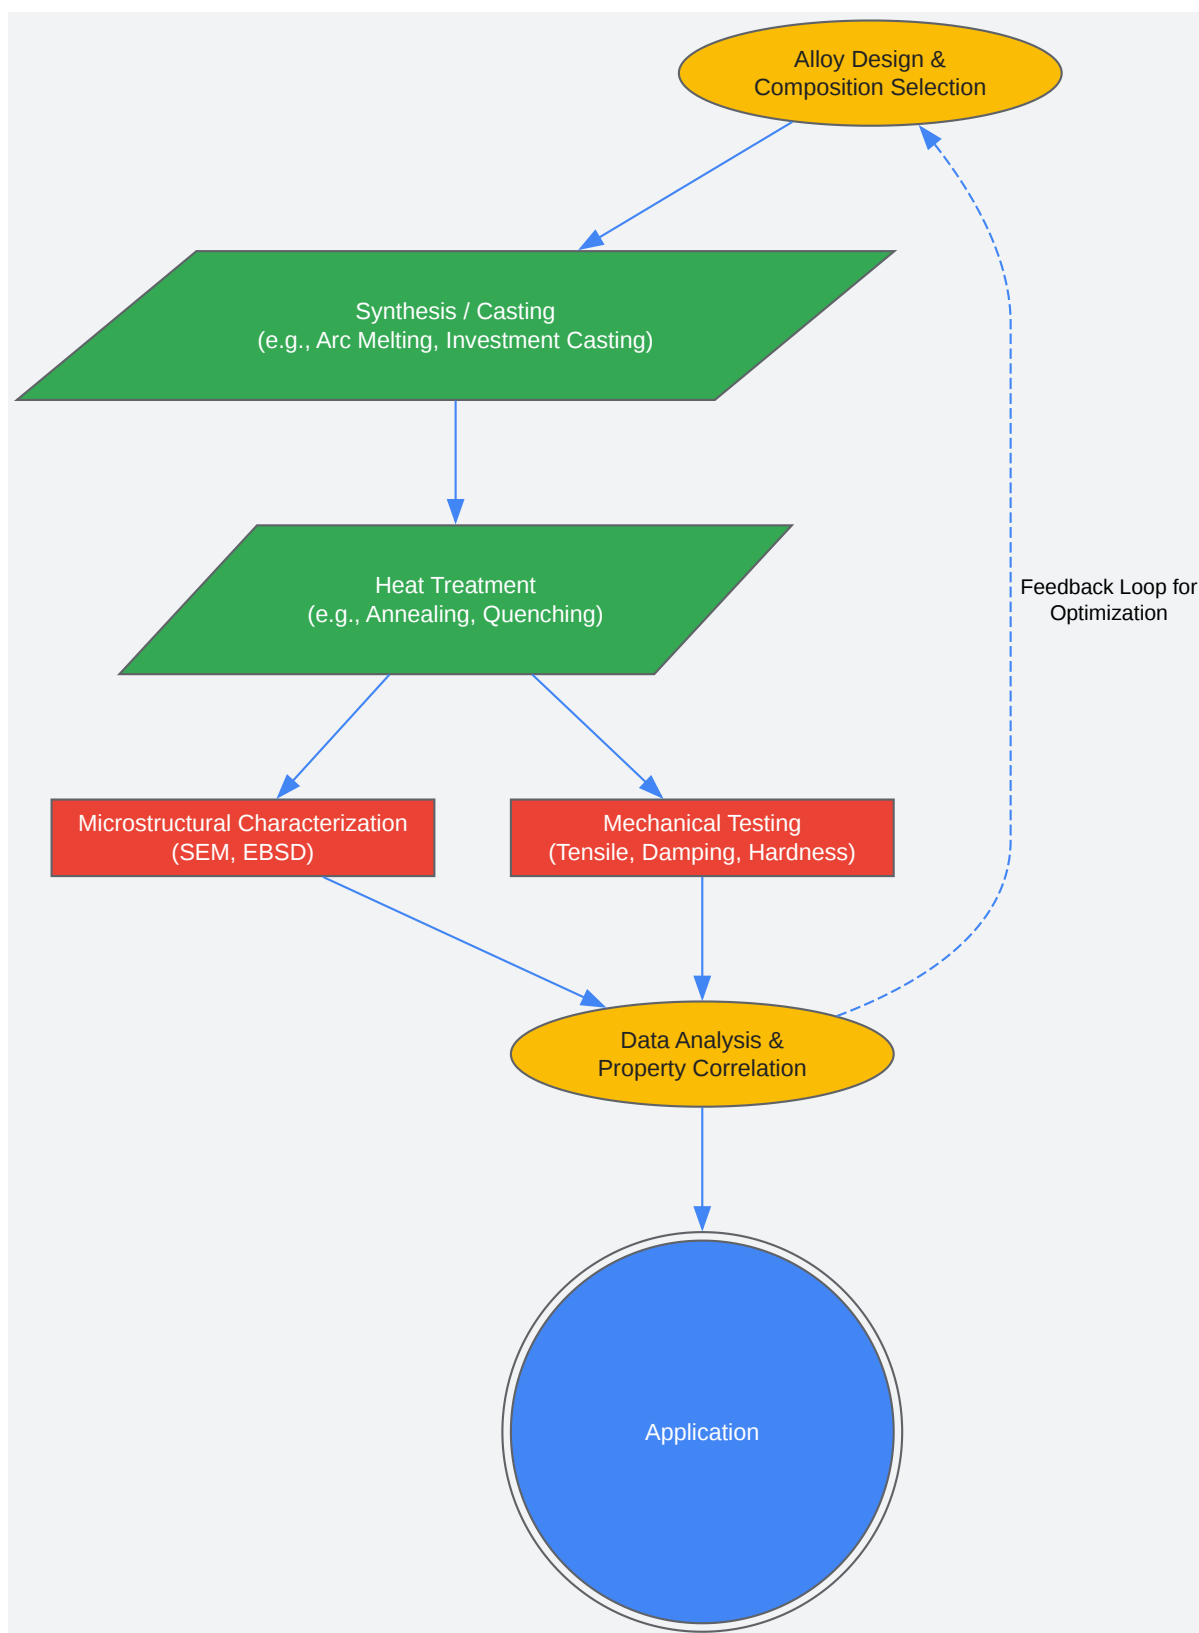 Alloy Design &
Composition Selection
Synthesis / Casting
(e.g., Arc Melting, Investment Casting)
Heat Treatment
(e.g., Annealing, Quenching)
Feedback Loop for
Optimization
Microstructural Characterization
(SEM, EBSD)
Mechanical Testing
(Tensile, Damping, Hardness)
Data Analysis &
Property Correlation
Application